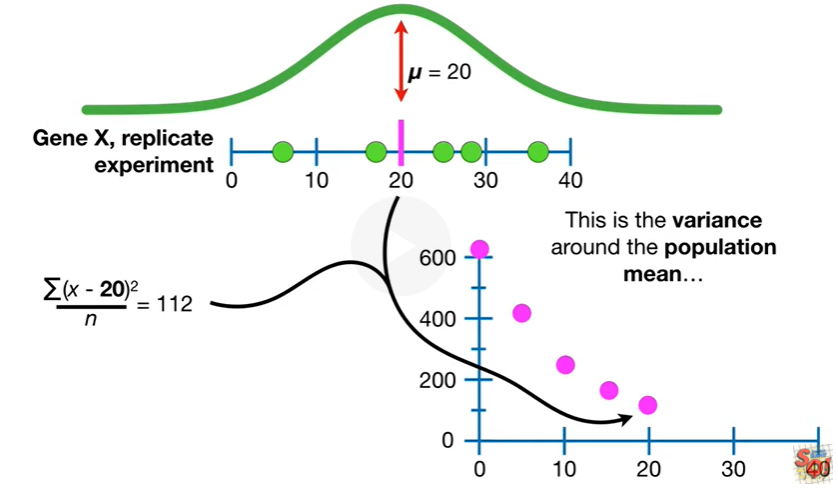 μ = 20
Gene X, replicate
experiment
0 10 20 30 40
This is the variance
around the population
mean…
∑(x - 20)²
n
= 112
600
400
200
0
0 10 20 30 40